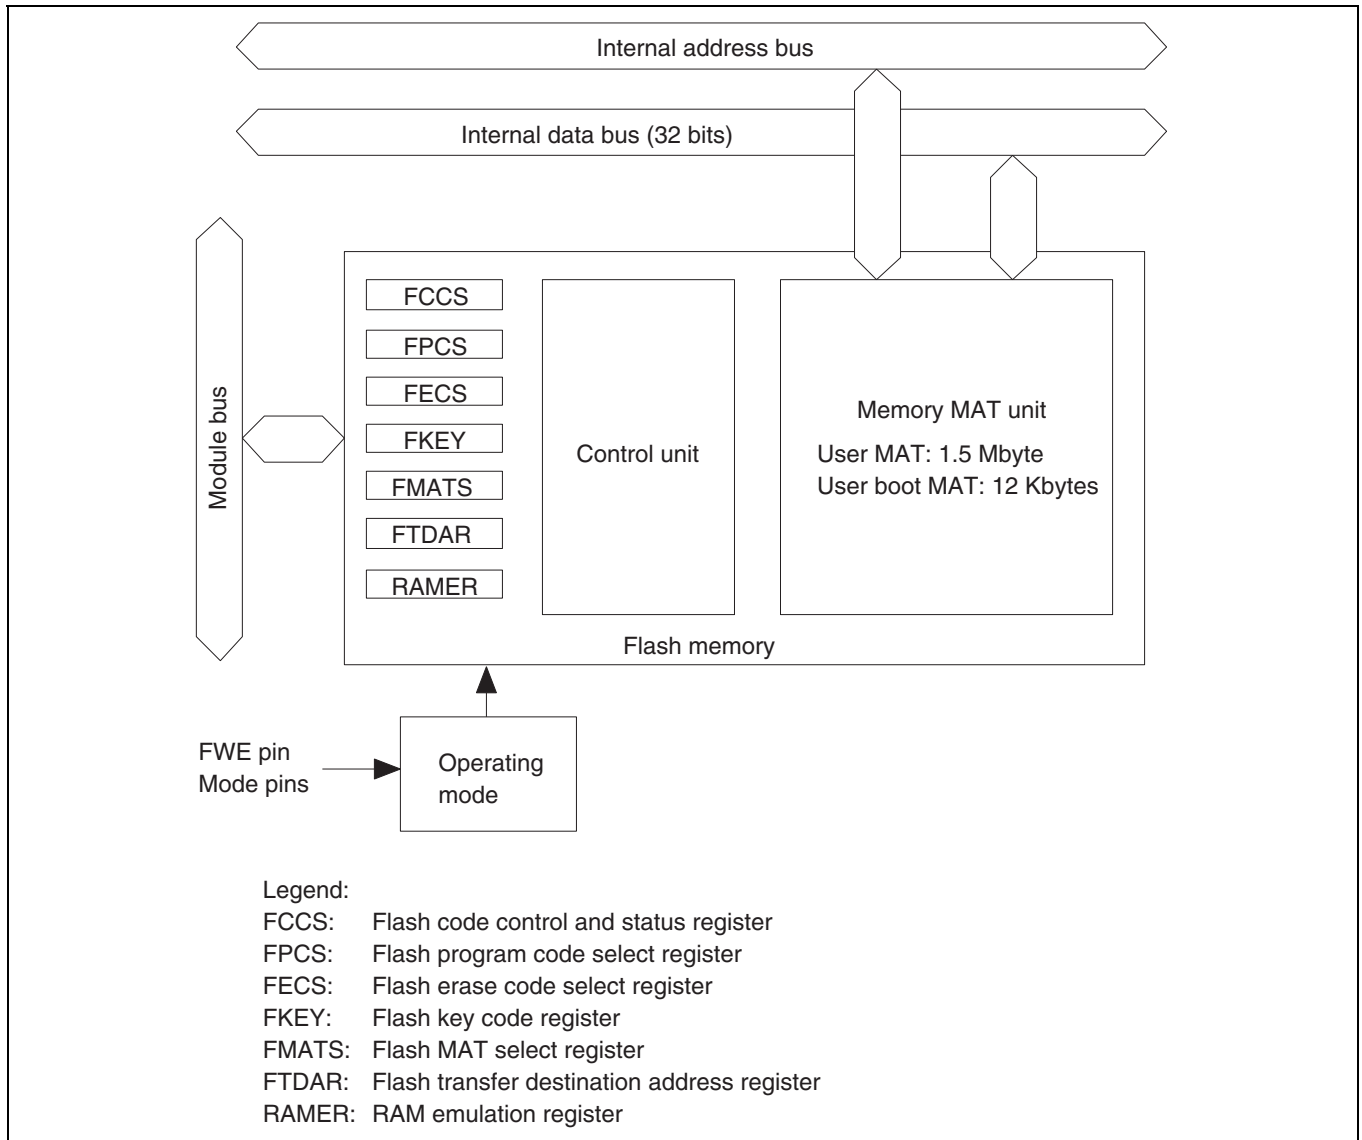 Internal address bus
Internal data bus (32 bits)
Module bus
FCCS
FPCS
FECS
FKEY
FMATS
FTDAR
RAMER
Control unit
Memory MAT unit
User MAT: 1.5 Mbyte
User boot MAT: 12 Kbytes
Flash memory
FWE pin
Mode pins
Operating
mode
Legend:
FCCS: Flash code control and status register
FPCS: Flash program code select register
FECS: Flash erase code select register
FKEY: Flash key code register
FMATS: Flash MAT select register
FTDAR: Flash transfer destination address register
RAMER: RAM emulation register